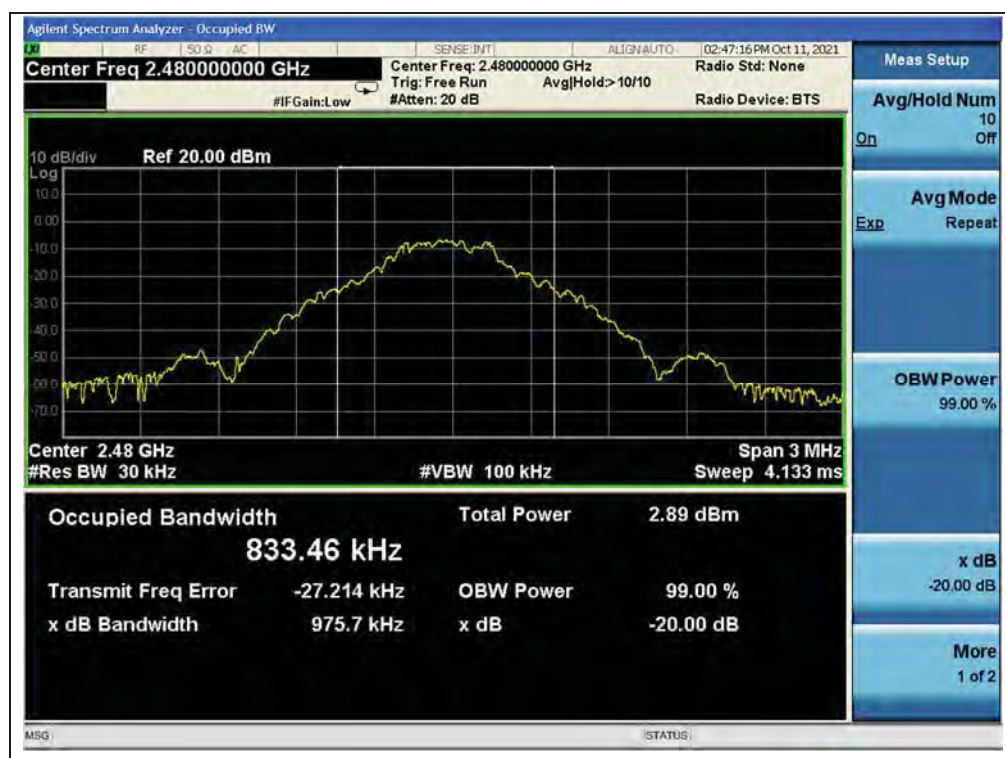 Agilent Spectrum Analyzer - Occupied BW
LXI RF 50 Ω AC SENSE:INT ALIGN AUTO 02:47:16 PM Oct 11, 2021
Center Freq 2.480000000 GHz
Center Freq: 2.480000000 GHz
Radio Std: None
Trig: Free Run Avg|Hold:> 10/10
#IFGain:Low
#Atten: 20 dB
Radio Device: BTS
10 dB/div Ref 20.00 dBm
Log
10.0
0.00
-10.0
-20.0
-30.0
-40.0
-50.0
-60.0
-70.0
Center 2.48 GHz Span 3 MHz
#Res BW 30 kHz #VBW 100 kHz Sweep 4.133 ms
Occupied Bandwidth Total Power 2.89 dBm
833.46 kHz
Transmit Freq Error -27.214 kHz OBW Power 99.00 %
x dB Bandwidth 975.7 kHz x dB -20.00 dB
MSG STATUS
Meas Setup
Avg/Hold Num
10
On Off
Avg Mode
Exp Repeat
OBW Power
99.00 %
x dB
-20.00 dB
More
1 of 2